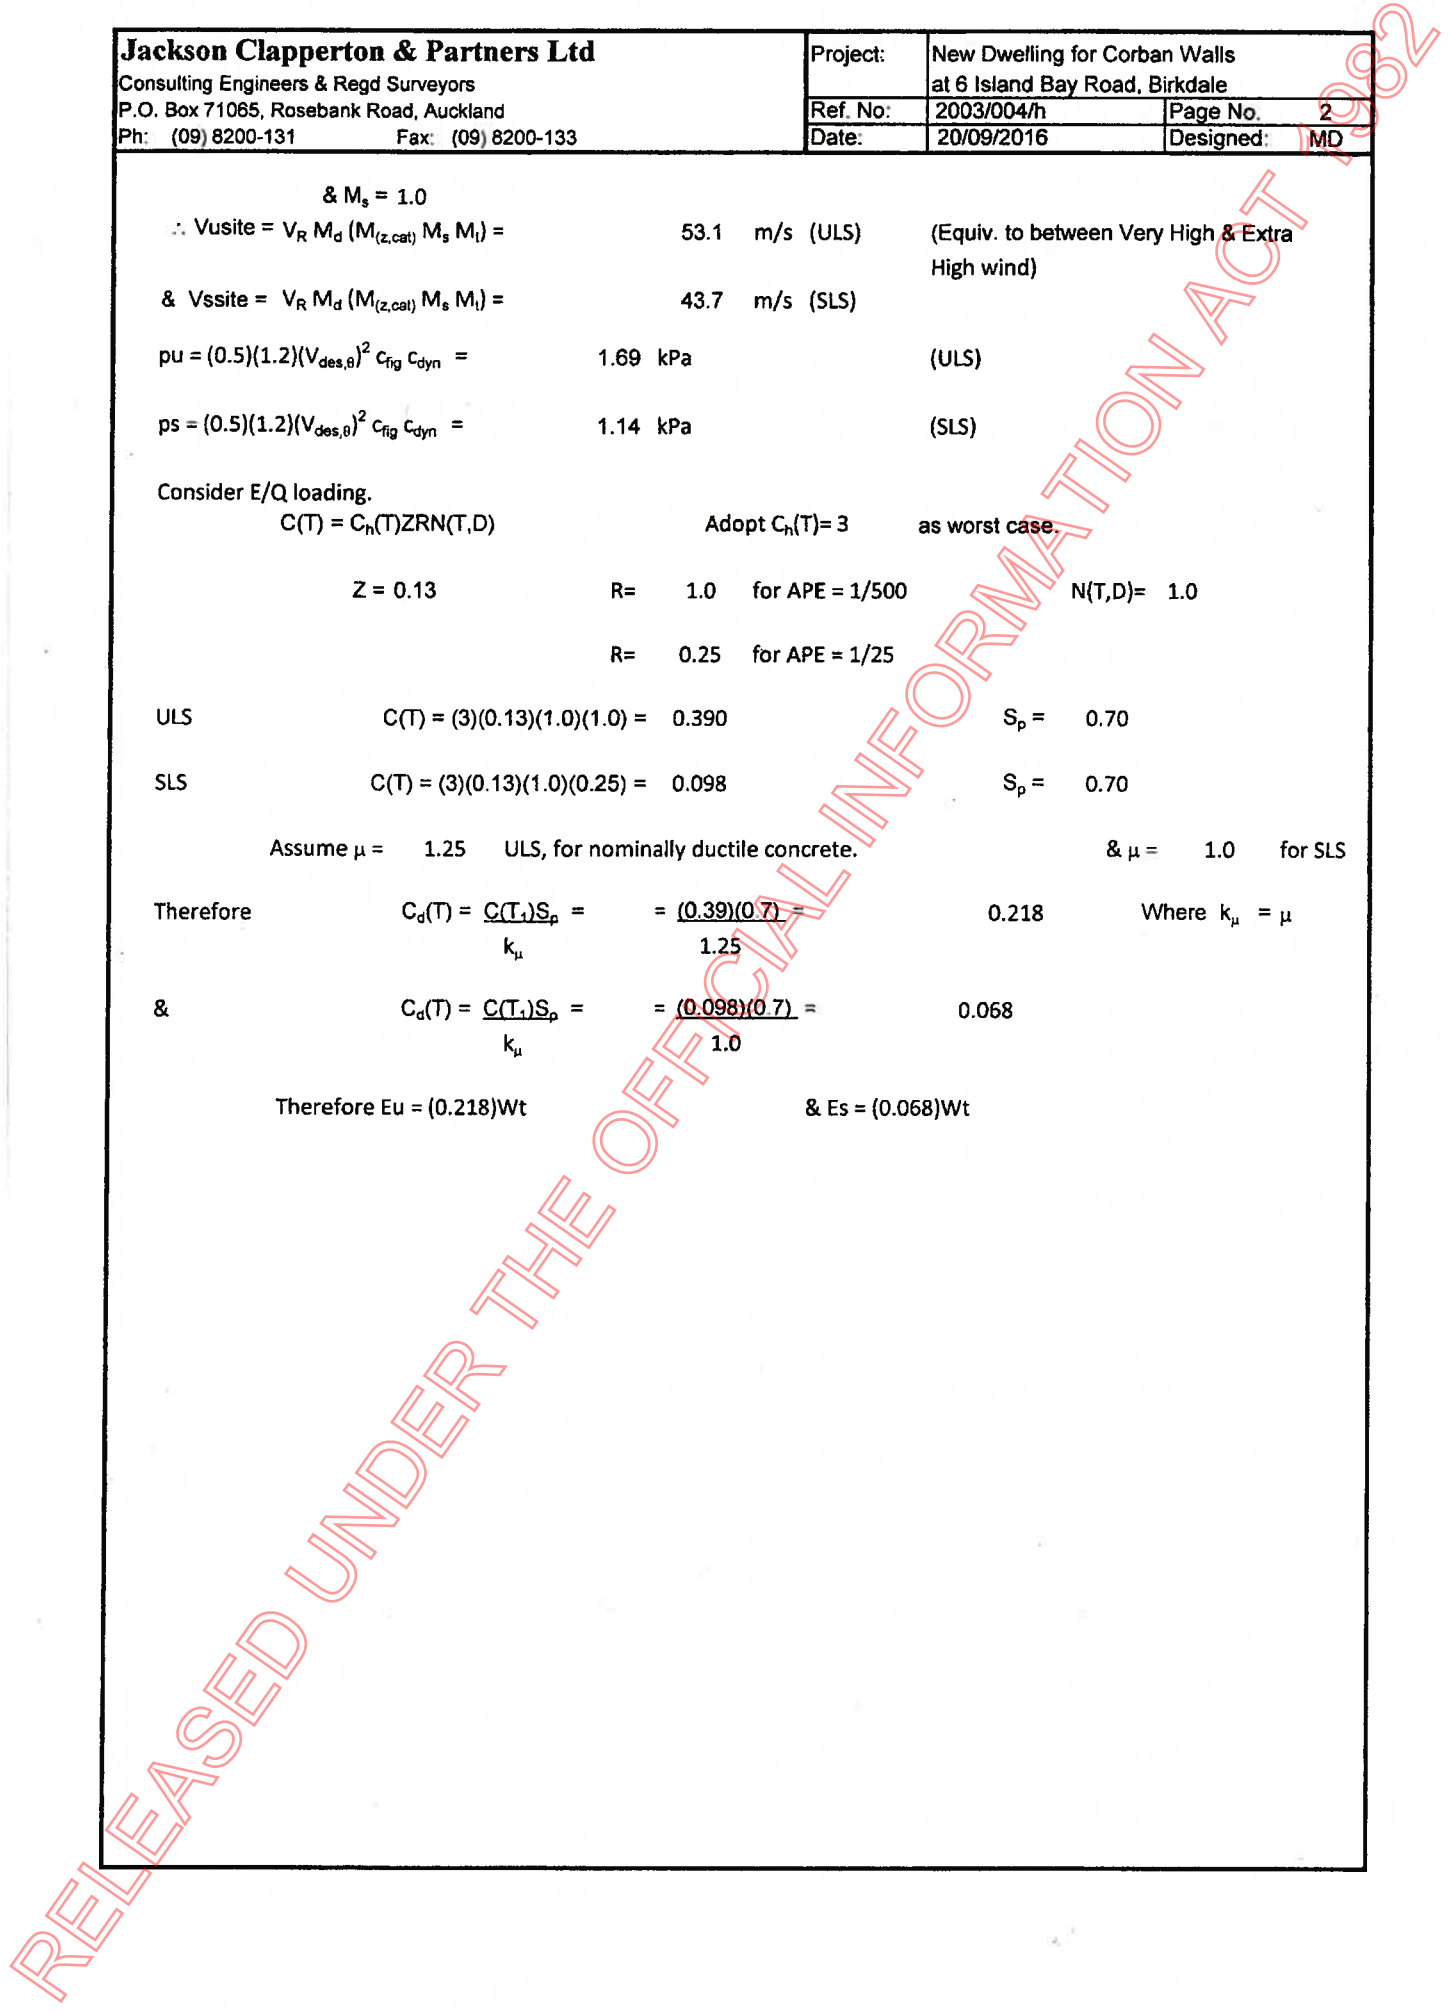 Jackson Clapperton & Partners Ltd
Consulting Engineers & Regd Surveyors
P.O. Box 71065, Rosebank Road, Auckland
Ph: (09) 8200-131 Fax: (09) 8200-133
Project: New Dwelling for Corban Walls
at 6 Island Bay Road, Birkdale
Ref. No: 2003/004/h Page No. 2
Date: 20/09/2016 Designed: MD
& Ms = 1.0
∴ Vusite = VR Md (M(z,cat) Ms Mt) = 53.1 m/s (ULS) (Equiv. to between Very High & Extra
High wind)
& Vssite = VR Md (M(z,cat) Ms Mt) = 43.7 m/s (SLS)
pu = (0.5)(1.2)(Vdes,θ)² cfig cdyn = 1.69 kPa (ULS)
ps = (0.5)(1.2)(Vdes,θ)² cfig cdyn = 1.14 kPa (SLS)
Consider E/Q loading.
C(T) = Ch(T)ZRN(T,D) Adopt Ch(T)= 3 as worst case.
Z = 0.13 R= 1.0 for APE = 1/500 N(T,D)= 1.0
R= 0.25 for APE = 1/25
ULS C(T) = (3)(0.13)(1.0)(1.0) = 0.390 Sp = 0.70
SLS C(T) = (3)(0.13)(1.0)(0.25) = 0.098 Sp = 0.70
Assume μ = 1.25 ULS, for nominally ductile concrete. & μ = 1.0 for SLS
Therefore Cd(T) = C(T1)Sp = = (0.39)(0.7) = 0.218 Where kμ = μ
kμ 1.25
& Cd(T) = C(T1)Sp = = (0.098)(0.7) = 0.068
kμ 1.0
Therefore Eu = (0.218)Wt & Es = (0.068)Wt
RELEASED UNDER THE OFFICIAL INFORMATION ACT 1982